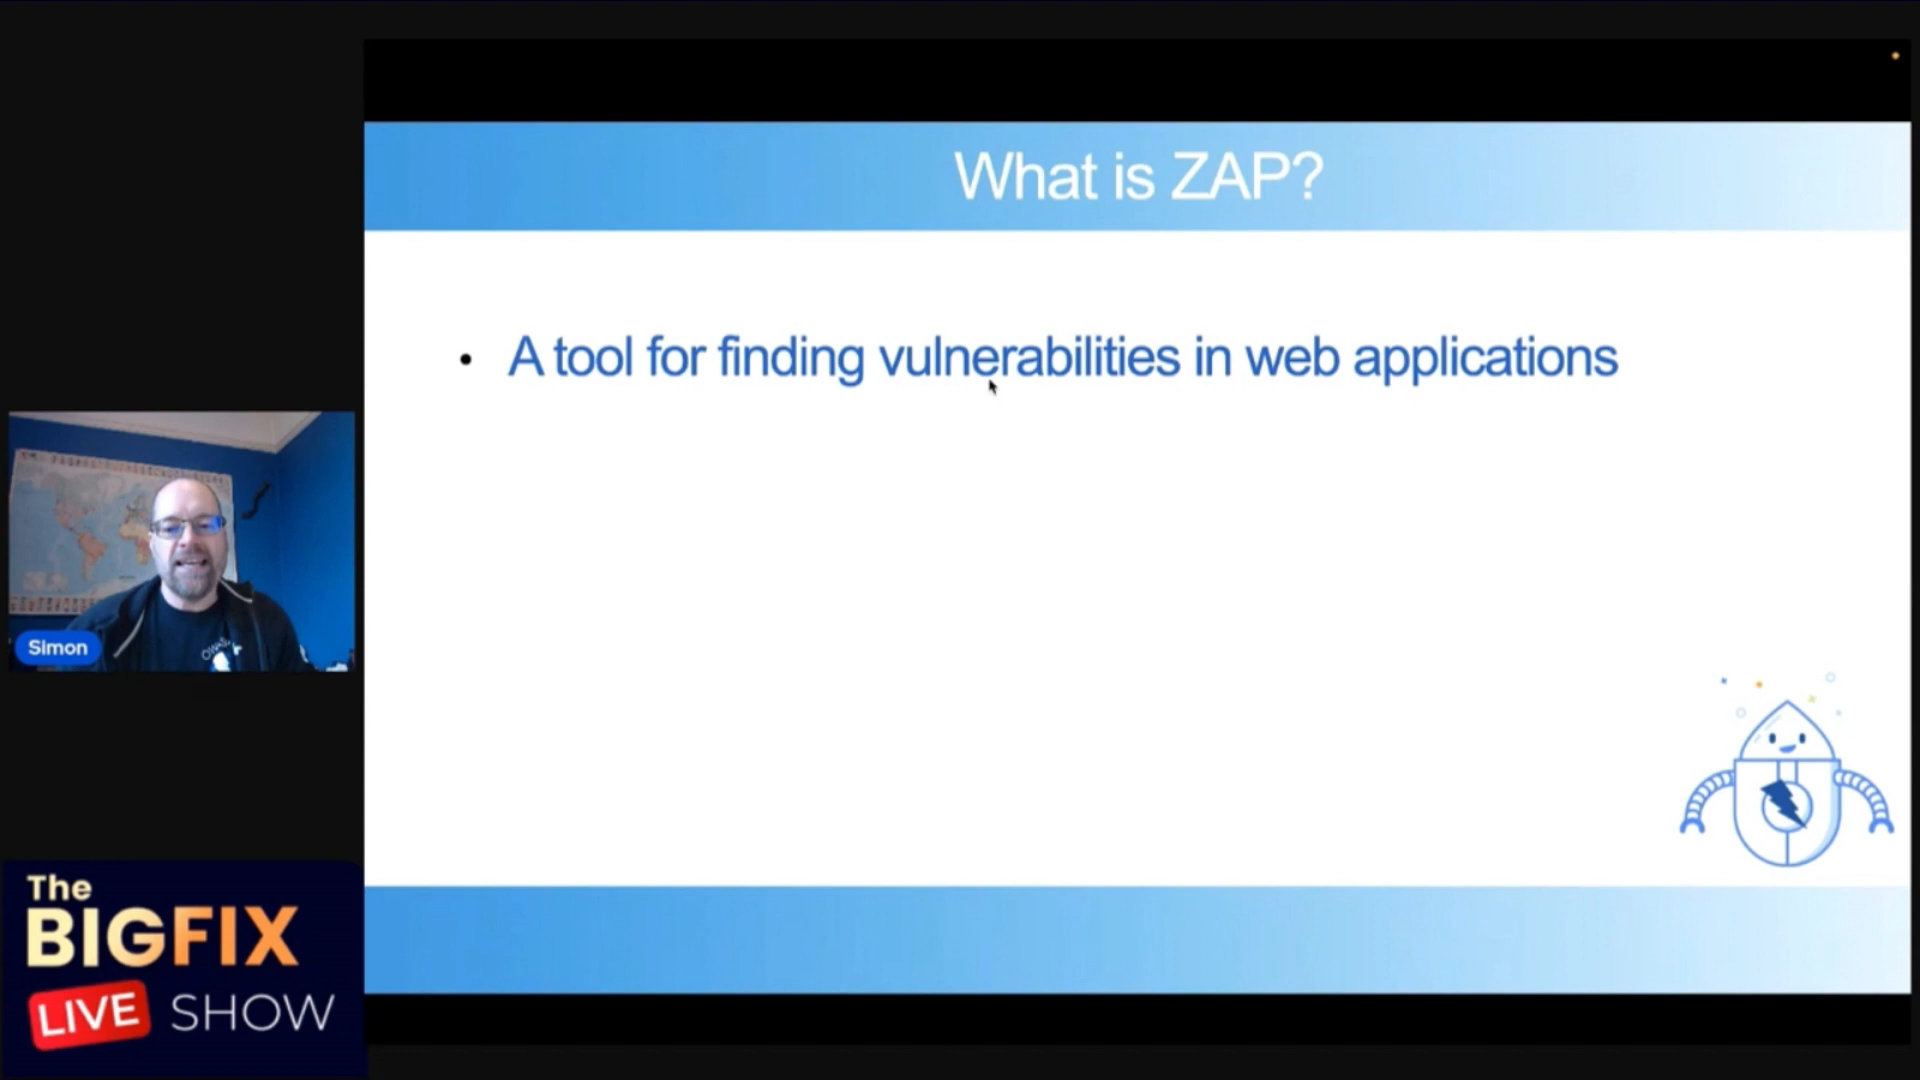 What is ZAP?
• A tool for finding vulnerabilities in web applications
Simon
The
BIGFIX
LIVE SHOW